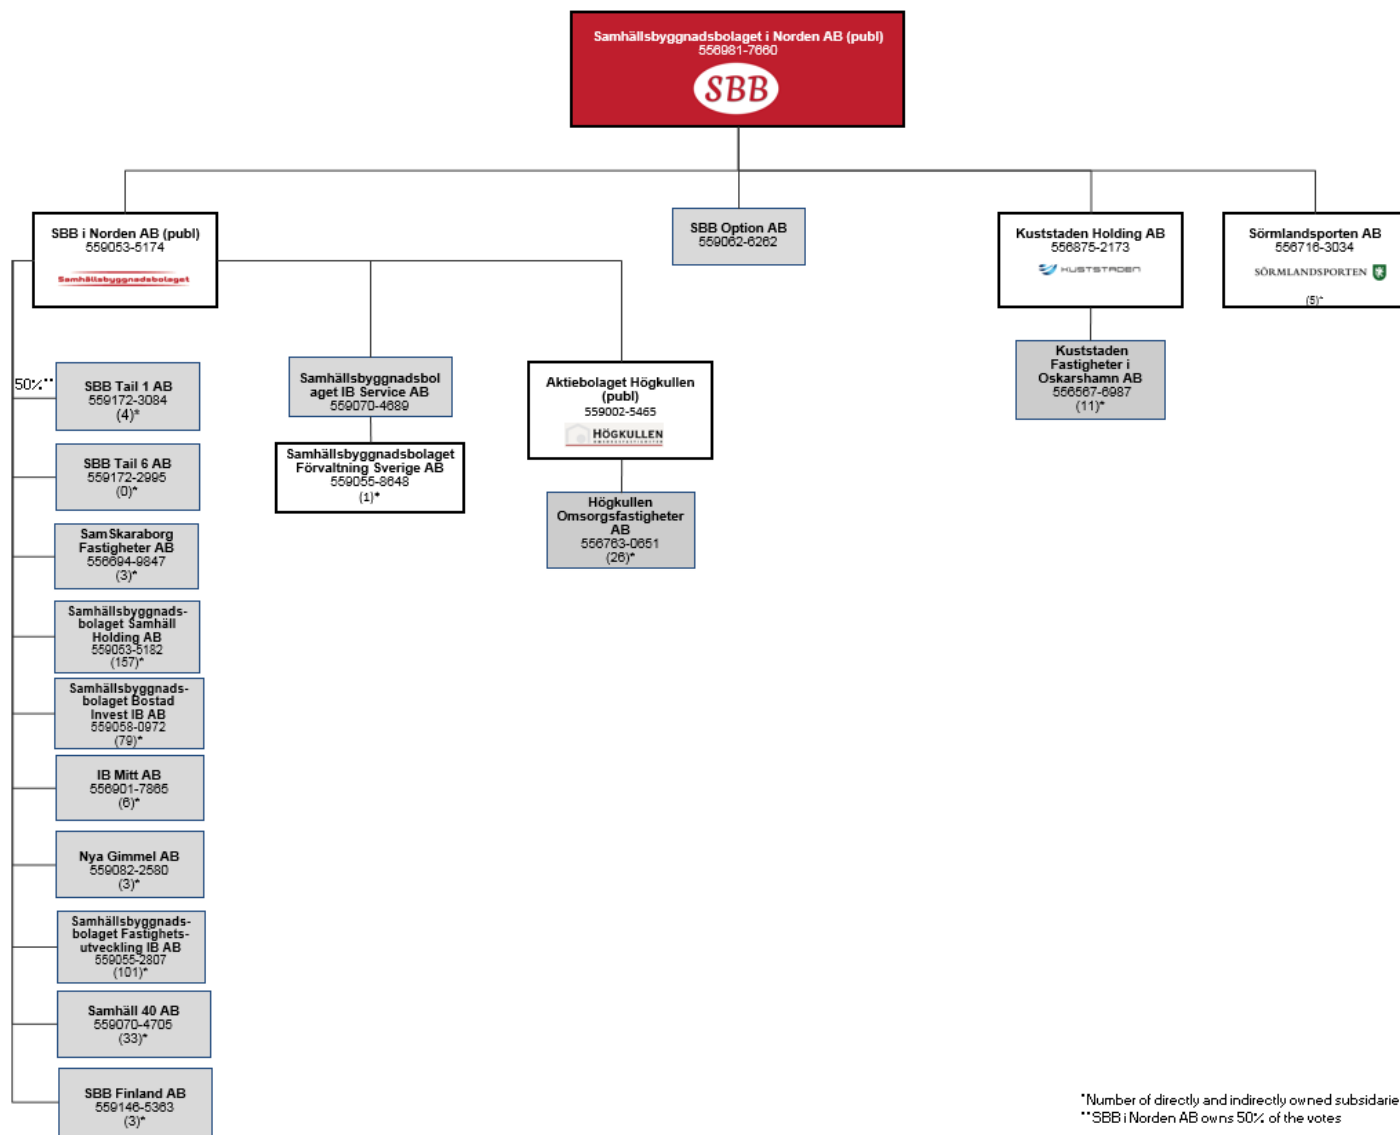 Samhällsbyggnadsbolaget i Norden AB (publ)
556981-7660
SBB
SBB i Norden AB (publ)
559053-5174
Samhällsbyggnadsbolaget
SBB Option AB
559062-6262
Kuststaden Holding AB
556875-2173
KUSTSTADEN
Sörmlandsporten AB
556716-3034
SÖRMLANDSPORTEN
(5)*
50%**
SBB Tail 1 AB
559172-3084
(4)*
Samhällsbyggnadsbol
aget IB Service AB
559070-4689
Aktiebolaget Högkullen
(publ)
559002-5465
HÖGKULLEN
OMSORGSFASTIGHETER
Kuststaden
Fastigheter i
Oskarshamn AB
556567-6987
(11)*
SBB Tail 6 AB
559172-2995
(0)*
Samhällsbyggnadsbolaget
Förvaltning Sverige AB
559055-8648
(1)*
Högkullen
Omsorgsfastigheter
AB
556763-0651
(26)*
SamSkaraborg
Fastigheter AB
556694-9847
(3)*
Samhällsbyggnads-
bolaget Samhäll
Holding AB
559053-5182
(157)*
Samhällsbyggnads-
bolaget Bostad
Invest IB AB
559058-0972
(79)*
IB Mitt AB
556901-7865
(6)*
Nya Gimmel AB
559082-2580
(3)*
Samhällsbyggnads-
bolaget Fastighets-
utveckling IB AB
559055-2807
(101)*
Samhäll 40 AB
559070-4705
(33)*
SBB Finland AB
559146-5363
(3)*
*Number of directly and indirectly owned subsidarie
**SBB i Norden AB owns 50% of the votes